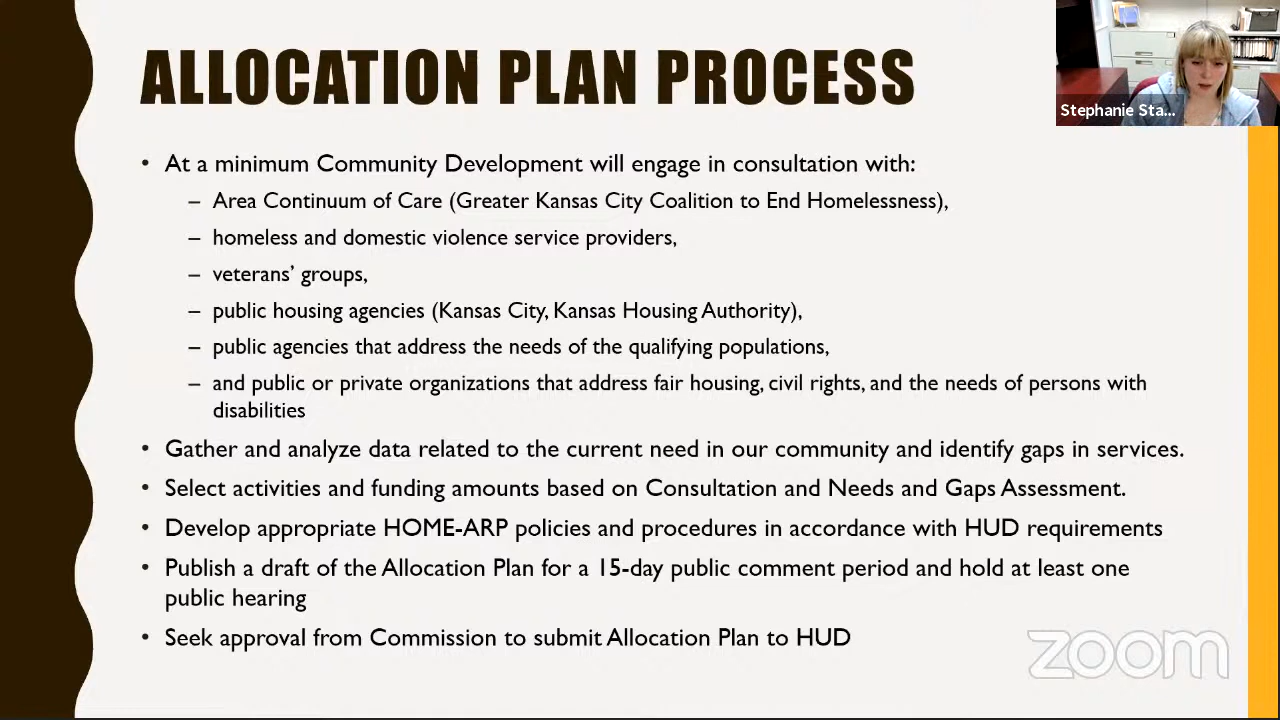 ALLOCATION PLAN PROCESS
Stephanie Sta...
• At a minimum Community Development will engage in consultation with:
– Area Continuum of Care (Greater Kansas City Coalition to End Homelessness),
– homeless and domestic violence service providers,
– veterans’ groups,
– public housing agencies (Kansas City, Kansas Housing Authority),
– public agencies that address the needs of the qualifying populations,
– and public or private organizations that address fair housing, civil rights, and the needs of persons with
disabilities
• Gather and analyze data related to the current need in our community and identify gaps in services.
• Select activities and funding amounts based on Consultation and Needs and Gaps Assessment.
• Develop appropriate HOME-ARP policies and procedures in accordance with HUD requirements
• Publish a draft of the Allocation Plan for a 15-day public comment period and hold at least one
public hearing
• Seek approval from Commission to submit Allocation Plan to HUD
zoom